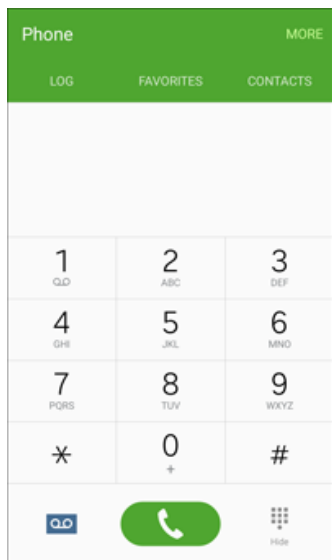 Phone MORE
LOG FAVORITES CONTACTS
1 2 3
ABC DEF
4 5 6
GHI JKL MNO
7 8 9
PQRS TUV WXYZ
* 0 #
+
Hide